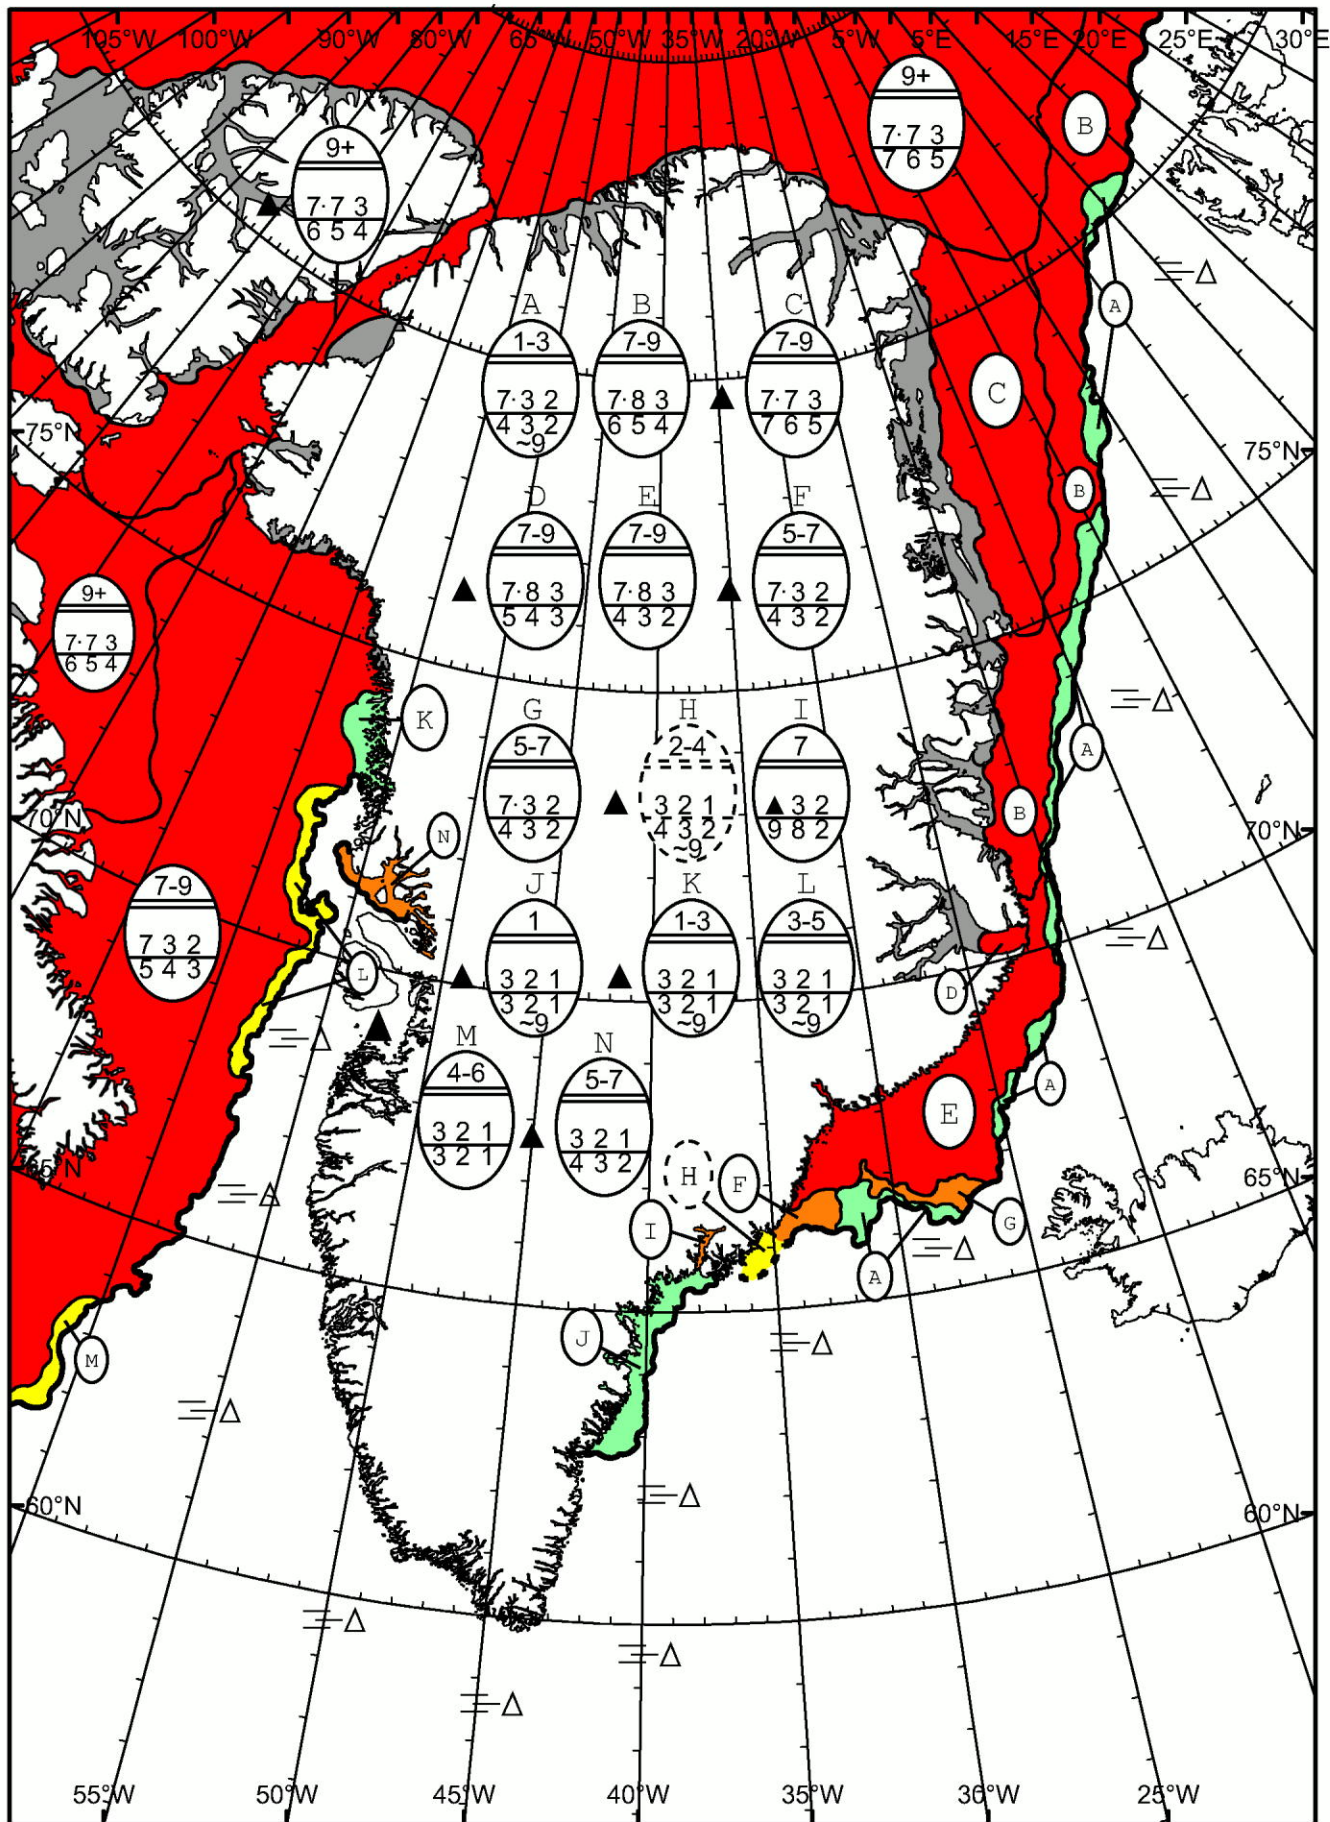 105°W 100°W 90°W 80°W 65°W 50°W 35°W 20°W 5°W 5°E 15°E 20°E 25°E 30°E
9+
7·7 3
7 6 5
B
9+
7·7 3
6 5 4
A
A B C
1-3 7-9 7-9
7·3 2 7·8 3 7·7 3
4 3 2 6 5 4 7 6 5
~9
C
75°N 75°N
B
D E F
7-9 7-9 5-7
7·8 3 7·8 3 7·3 2
5 4 3 4 3 2 4 3 2
9+
7·7 3
6 5 4
K
G H I
5-7 2-4 7
7·3 2 3 2 1 3 2
4 3 2 4 3 2 9 8 2
~9
A
B
70°N 70°N
N
J K L
1 1-3 3-5
3 2 1 3 2 1 3 2 1
3 2 1 3 2 1 3 2 1
~9 ~9 ~9
7-9
7 3 2
5 4 3
L
D
M N
4-6 5-7
3 2 1 3 2 1
3 2 1 4 3 2
A
E
65°N 65°N
H F
I G
A
J
M
60°N 60°N
55°W 50°W 45°W 40°W 35°W 30°W 25°W